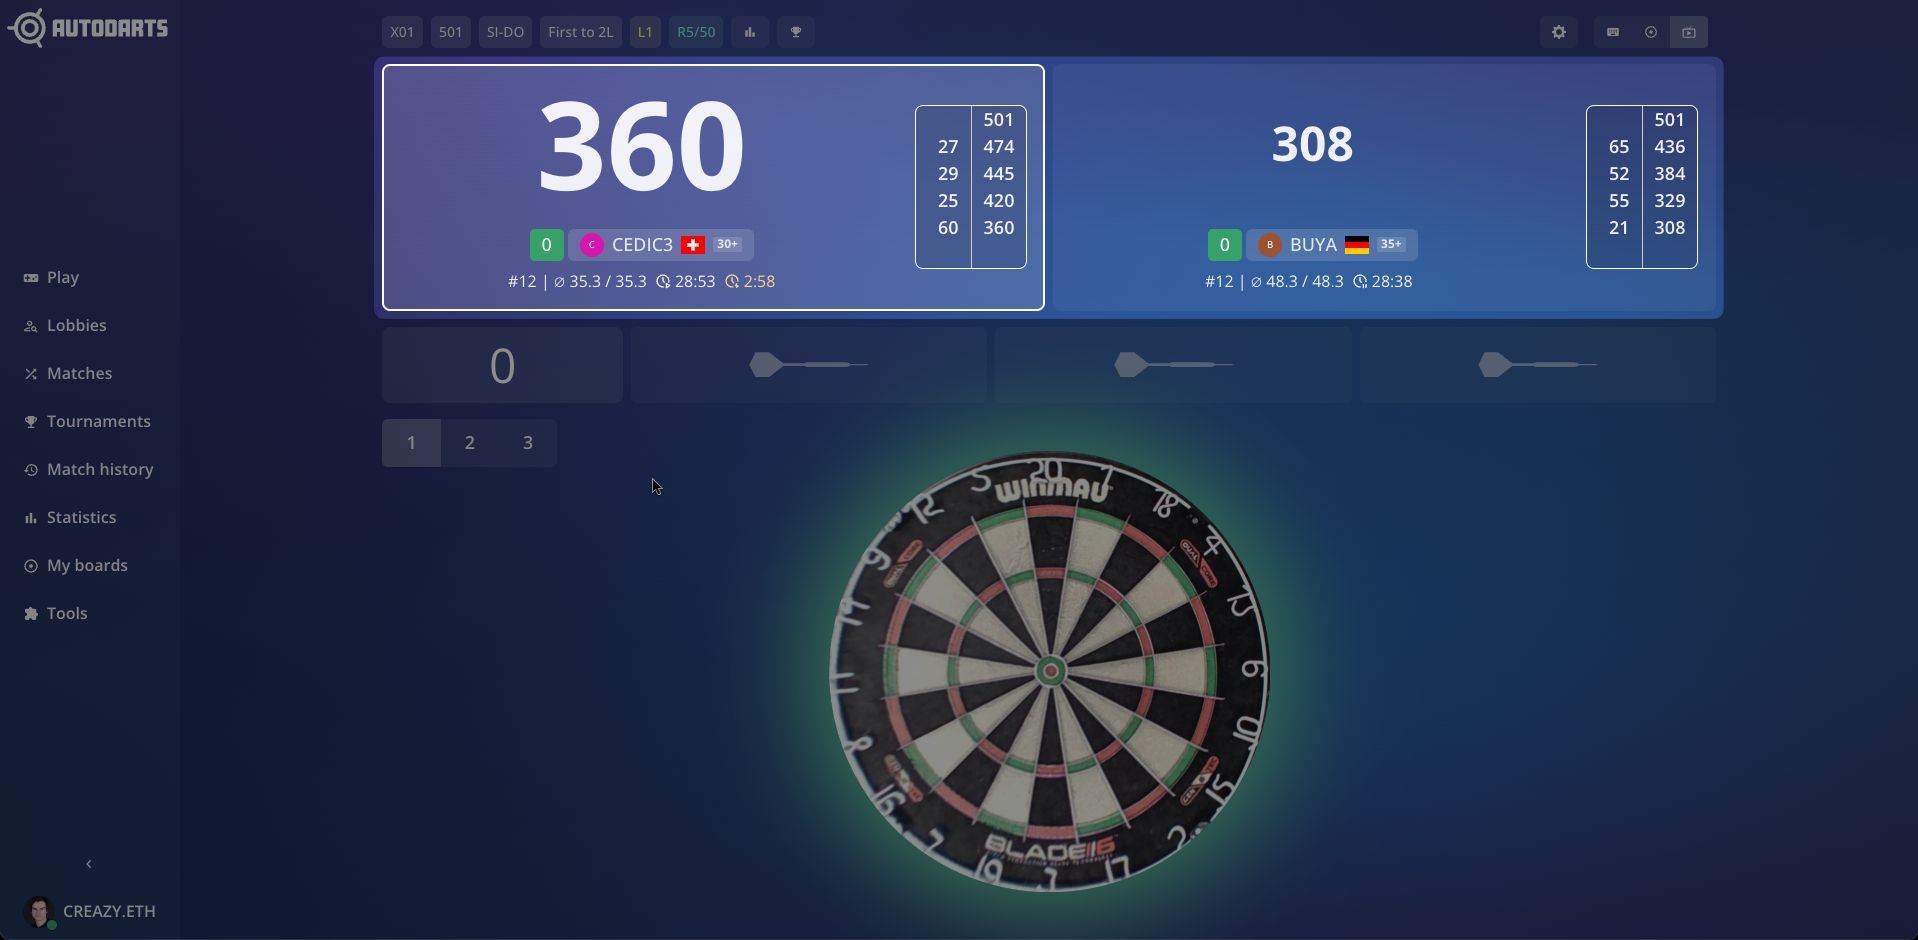 AUTODARTS
X01 501 SI-DO First to 2L L1 R5/50
360
501
27 474
29 445
25 420
60 360
0 C CEDIC3 30+
#12 | ⌀ 35.3 / 35.3 28:53 2:58
308
501
65 436
52 384
55 329
21 308
0 B BUYA 35+
#12 | ⌀ 48.3 / 48.3 28:38
Play
Lobbies
Matches
Tournaments
Match history
Statistics
My boards
Tools
CREAZY.ETH
0
1 2 3
20
1
18
4
13
6
10
15
2
17
3
19
7
16
8
11
14
9
12
5
WINMAU
DUAL CORE
BLADE 6